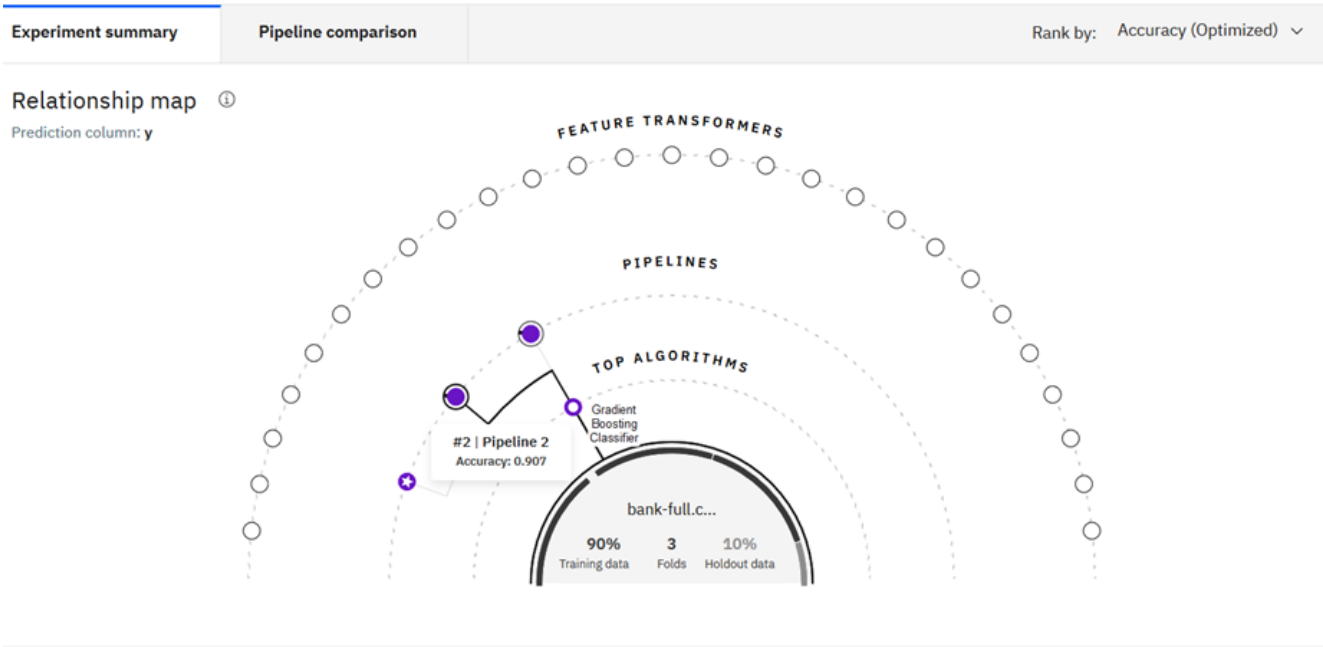 Experiment summary
Pipeline comparison
Rank by: Accuracy (Optimized)
Relationship map
Prediction column: y
FEATURE TRANSFORMERS
PIPELINES
TOP ALGORITHMS
Gradient
Boosting
Classifier
#2 | Pipeline 2
Accuracy: 0.907
bank-full.c...
90% 3 10%
Training data Folds Holdout data